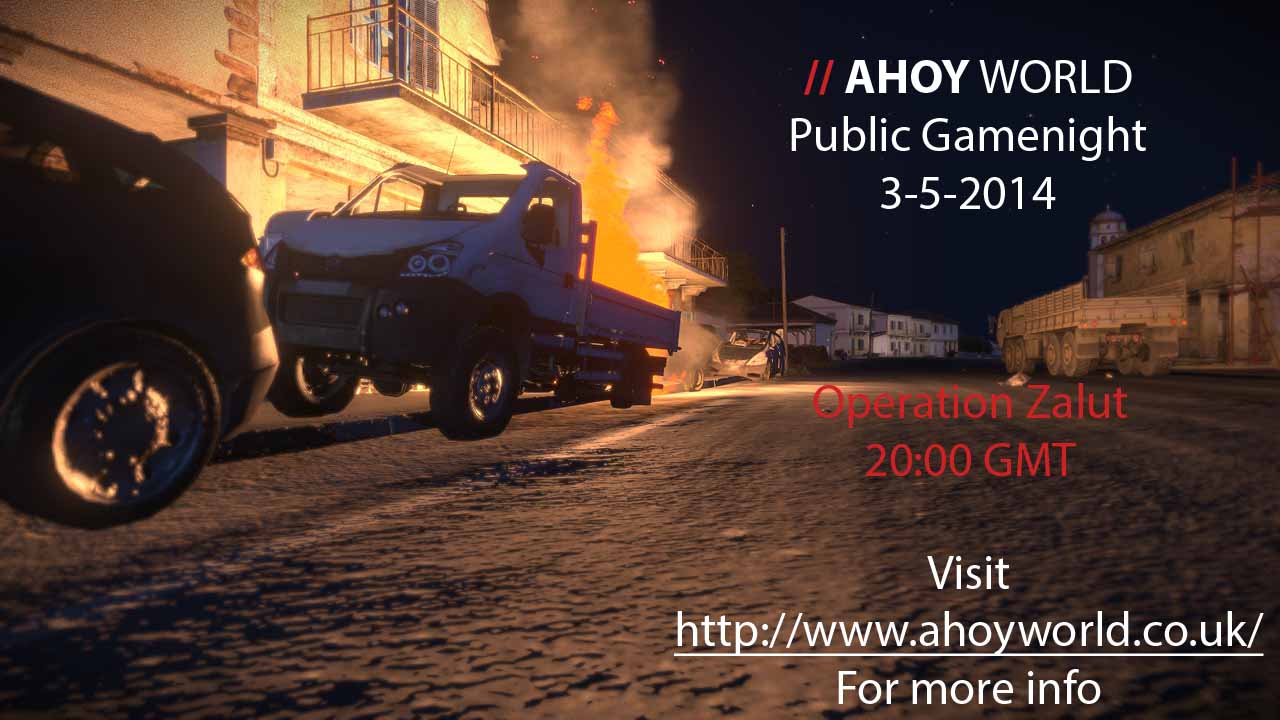 // AHOY WORLD
Public Gamenight
3-5-2014
Operation Zalut
20:00 GMT
Visit
http://www.ahoyworld.co.uk/
For more info